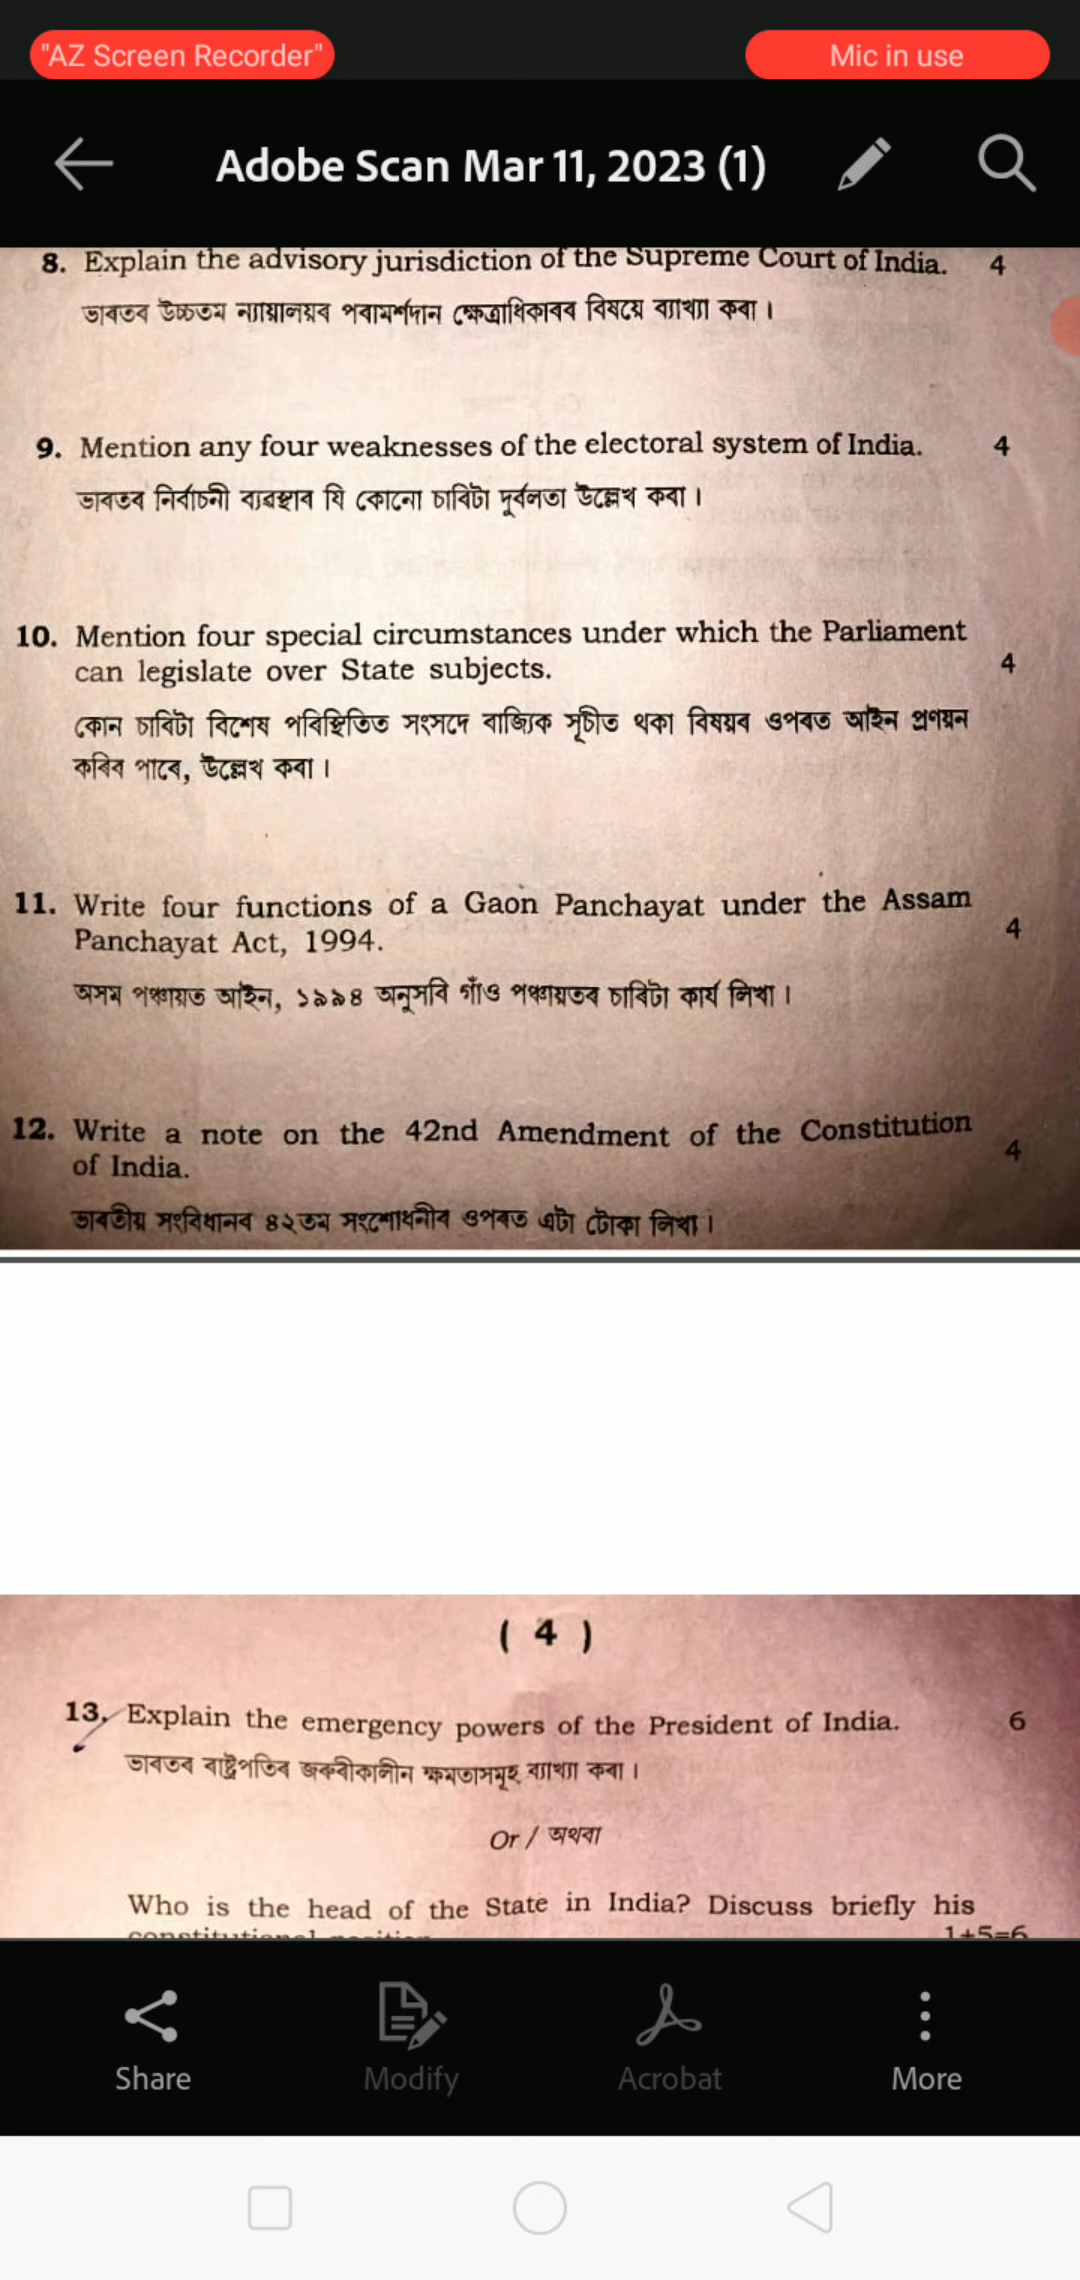 "AZ Screen Recorder"
Mic in use
Adobe Scan Mar 11, 2023 (1)
8. Explain the advisory jurisdiction of the Supreme Court of India. 4
ভাৰতৰ উচ্চতম ন্যায়ালয়ৰ পৰামৰ্শদান ক্ষেত্ৰাধিকাৰৰ বিষয়ে ব্যাখ্যা কৰা ।
9. Mention any four weaknesses of the electoral system of India. 4
ভাৰতৰ নিৰ্বাচনী ব্যৱস্থাৰ যি কোনো চাৰিটা দুৰ্বলতা উল্লেখ কৰা ।
10. Mention four special circumstances under which the Parliament
can legislate over State subjects. 4
কোন চাৰিটা বিশেষ পৰিস্থিতিত সংসদে ৰাজ্যিক সূচীত থকা বিষয়ৰ ওপৰত আইন প্ৰণয়ন
কৰিব পাৰে, উল্লেখ কৰা ।
11. Write four functions of a Gaon Panchayat under the Assam
Panchayat Act, 1994. 4
অসম পঞ্চায়ত আইন, ১৯৯৪ অনুসৰি গাঁও পঞ্চায়তৰ চাৰিটা কাৰ্য লিখা ।
12. Write a note on the 42nd Amendment of the Constitution
of India. 4
ভাৰতীয় সংবিধানৰ ৪২তম সংশোধনীৰ ওপৰত এটা টোকা লিখা ।
( 4 )
13. Explain the emergency powers of the President of India. 6
ভাৰতৰ ৰাষ্ট্ৰপতিৰ জৰুৰীকালীন ক্ষমতাসমূহ ব্যাখ্যা কৰা ।
Or / অথবা
Who is the head of the State in India? Discuss briefly his
constitutional position. 1+5=6
Share
Modify
Acrobat
More